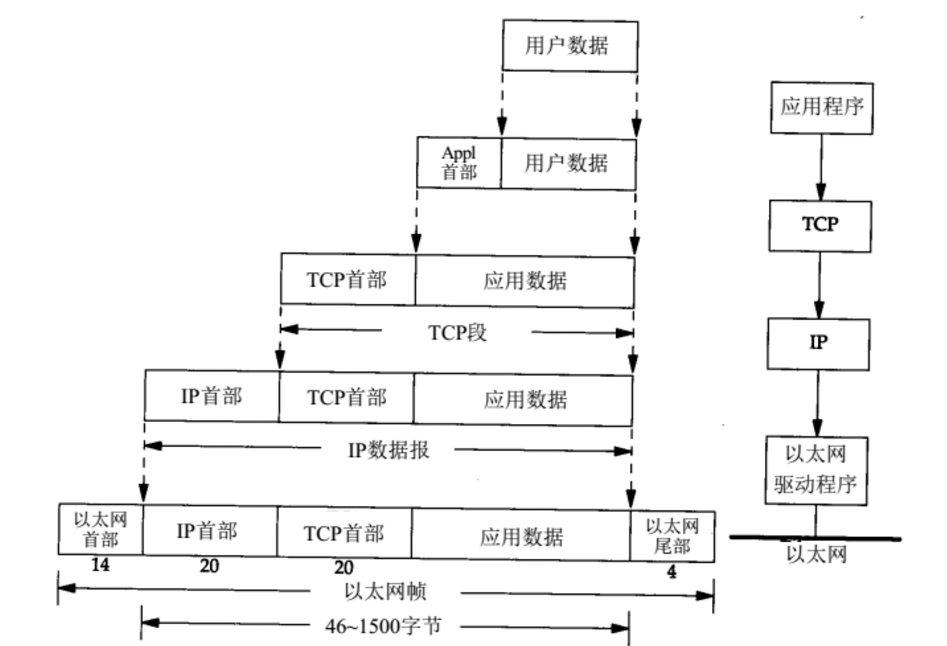 用户数据
应用程序
Appl
首部
用户数据
TCP
TCP首部
应用数据
TCP段
IP
IP首部
TCP首部
应用数据
IP数据报
以太网
驱动程序
以太网
首部
IP首部
TCP首部
应用数据
以太网
尾部
以太网
14
20
20
4
以太网帧
46~1500字节